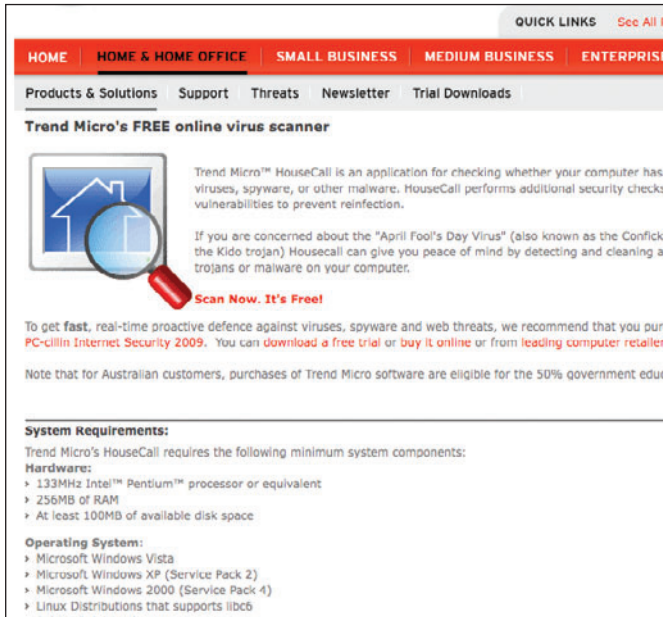 QUICK LINKS See All
HOME HOME & HOME OFFICE SMALL BUSINESS MEDIUM BUSINESS ENTERPRISE
Products & Solutions Support Threats Newsletter Trial Downloads
Trend Micro's FREE online virus scanner
Trend Micro™ HouseCall is an application for checking whether your computer has
viruses, spyware, or other malware. HouseCall performs additional security checks
vulnerabilities to prevent reinfection.
If you are concerned about the "April Fool's Day Virus" (also known as the Confick
the Kido trojan) Housecall can give you peace of mind by detecting and cleaning a
trojans or malware on your computer.
Scan Now. It's Free!
To get fast, real-time proactive defence against viruses, spyware and web threats, we recommend that you pur
PC-cillin Internet Security 2009. You can download a free trial or buy it online or from leading computer retailer
Note that for Australian customers, purchases of Trend Micro software are eligible for the 50% government educ
System Requirements:
Trend Micro's HouseCall requires the following minimum system components:
Hardware:
133MHz Intel™ Pentium™ processor or equivalent
256MB of RAM
At least 100MB of available disk space
Operating System:
Microsoft Windows Vista
Microsoft Windows XP (Service Pack 2)
Microsoft Windows 2000 (Service Pack 4)
Linux Distributions that supports libc6